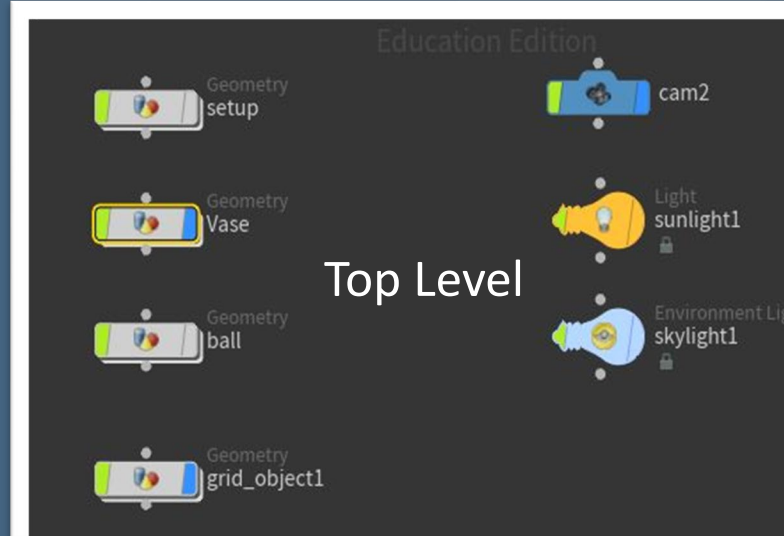 Education Edition
Geometry
setup
cam2
Geometry
Vase
Light
sunlight1
Top Level
Geometry
ball
Environment Lig
skylight1
Geometry
grid_object1